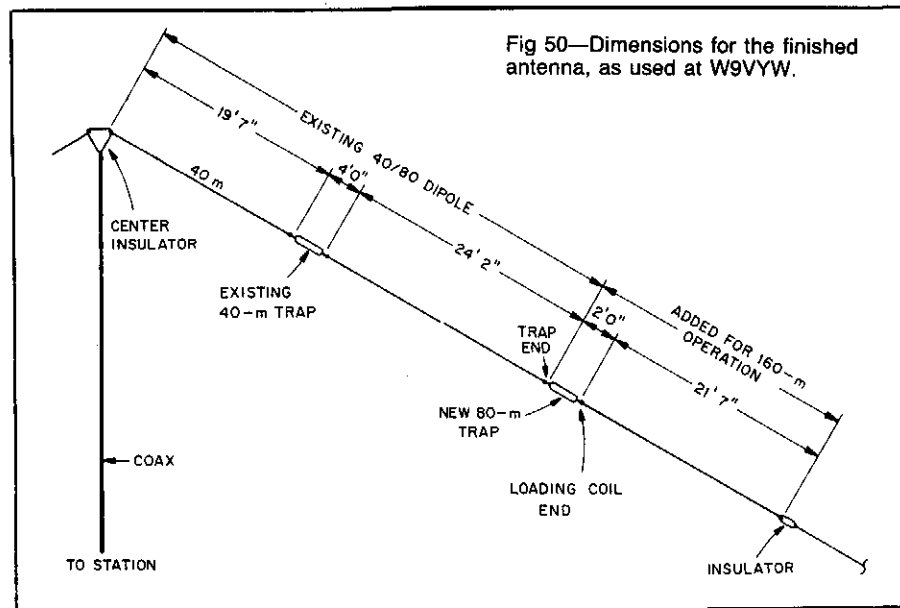 Fig 50—Dimensions for the finished
antenna, as used at W9VYW.
EXISTING 40/80 DIPOLE
19'7"
4'0"
40 m
24'2"
CENTER
INSULATOR
EXISTING
40-m TRAP
ADDED FOR 160-m
OPERATION
2'0"
TRAP
END
21'7"
NEW 80-m
TRAP
COAX
LOADING COIL
END
TO STATION
INSULATOR